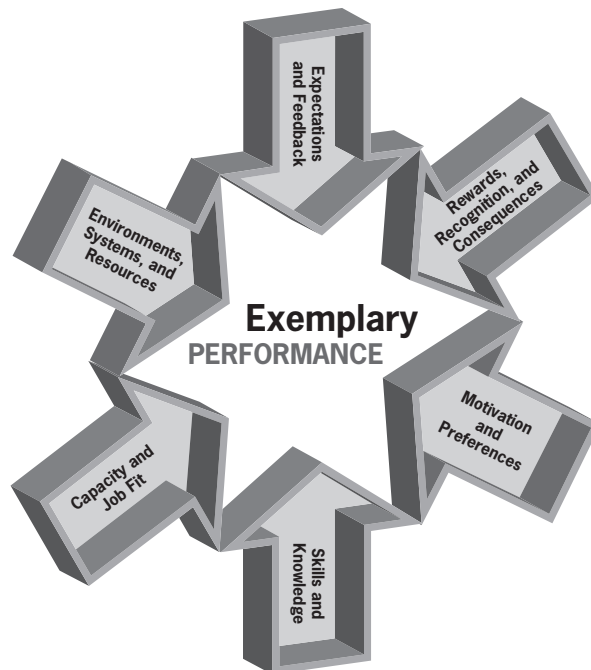 Expectations
and Feedback
Rewards,
Recognition, and
Consequences
Environments,
Systems, and
Resources
Exemplary
PERFORMANCE
Motivation
and
Preferences
Capacity and
Job Fit
Skills and
Knowledge